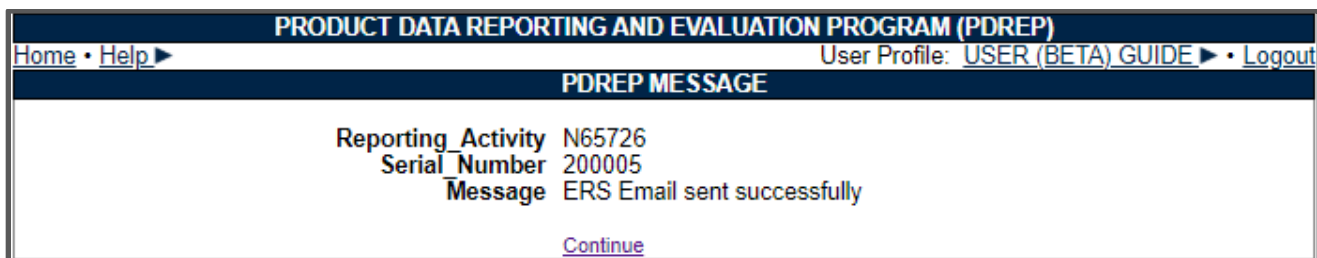 PRODUCT DATA REPORTING AND EVALUATION PROGRAM (PDREP)
Home • Help ▶ User Profile: USER (BETA) GUIDE ▶ • Logout
PDREP MESSAGE
Reporting_Activity N65726
Serial_Number 200005
Message ERS Email sent successfully
Continue